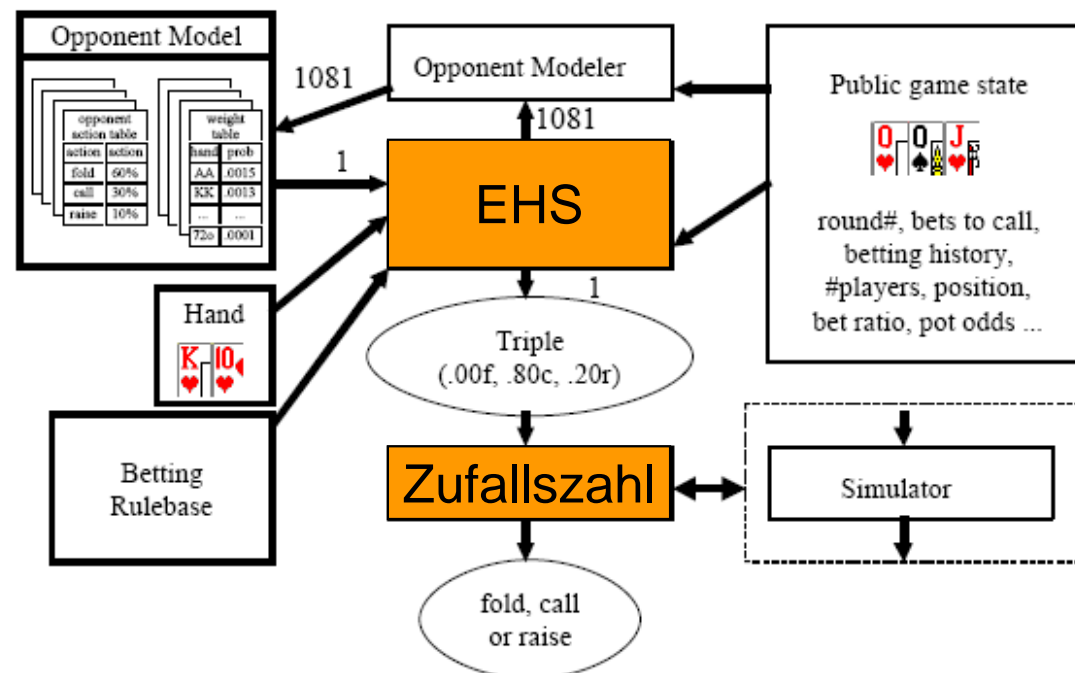 Opponent Model
opponent
action table
action action
fold 60%
call 30%
raise 10%
weight
table
hand prob
AA .0015
KK .0013
... ...
72o .0001
1081
Opponent Modeler
1081
1
EHS
1
Public game state
Q Q J
round#, bets to call,
betting history,
#players, position,
bet ratio, pot odds ...
Hand
K 10
Betting
Rulebase
Triple
(.00f, .80c, .20r)
Zufallszahl
Simulator
fold, call
or raise